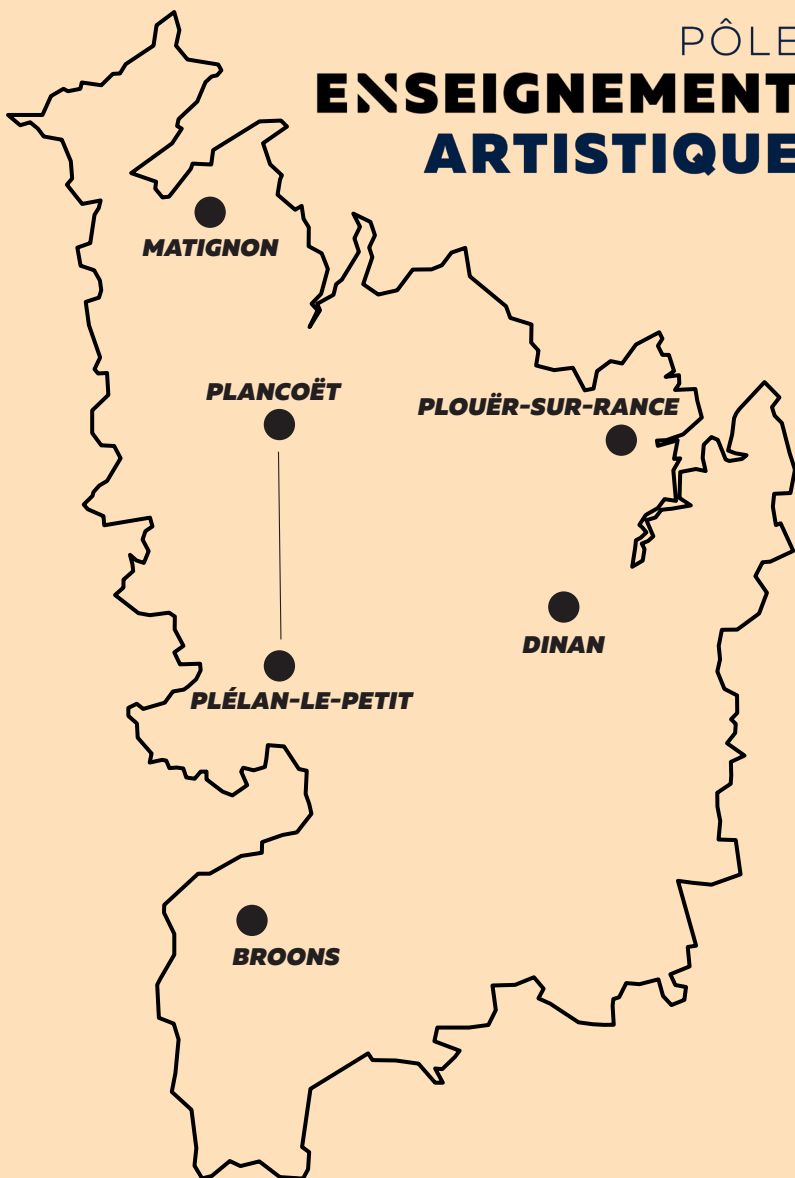 PÔLE
ENSEIGNEMENT
ARTISTIQUE
MATIGNON
PLANCOËT
PLOUËR-SUR-RANCE
DINAN
PLÉLAN-LE-PETIT
BROONS